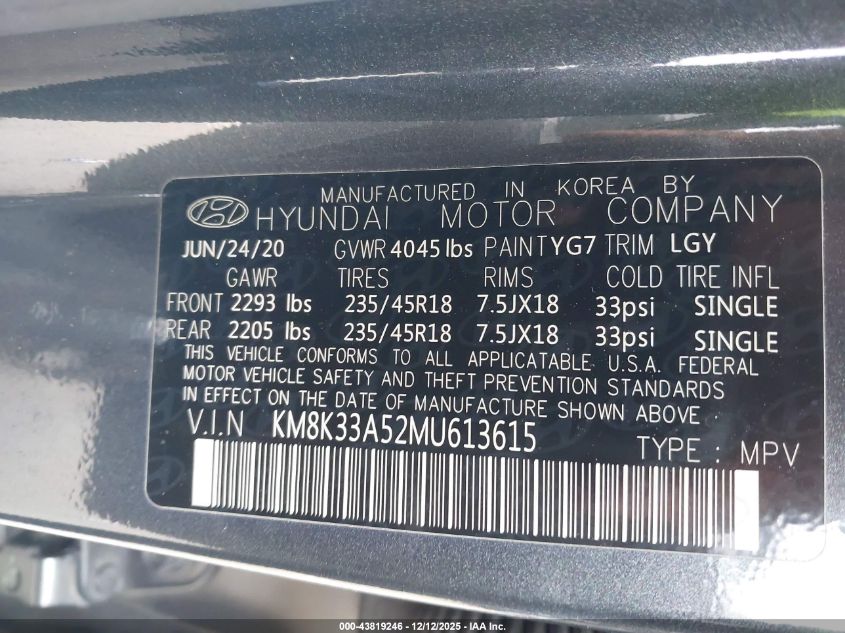 MANUFACTURED IN KOREA BY
HYUNDAI MOTOR COMPANY
JUN/24/20 GVWR 4045 lbs PAINT YG7 TRIM LGY
GAWR TIRES RIMS COLD TIRE INFL
FRONT 2293 lbs 235/45R18 7.5JX18 33psi SINGLE
REAR 2205 lbs 235/45R18 7.5JX18 33psi SINGLE
THIS VEHICLE CONFORMS TO ALL APPLICATABLE U.S.A. FEDERAL
MOTOR VEHICLE SAFETY AND THEFT PREVENTION STANDARDS
IN EFFECT ON THE DATE OF MANUFACTURE SHOWN ABOVE.
V.I.N KM8K33A52MU613615
TYPE : MPV
000-43819246 - 12/12/2025 - IAA Inc.